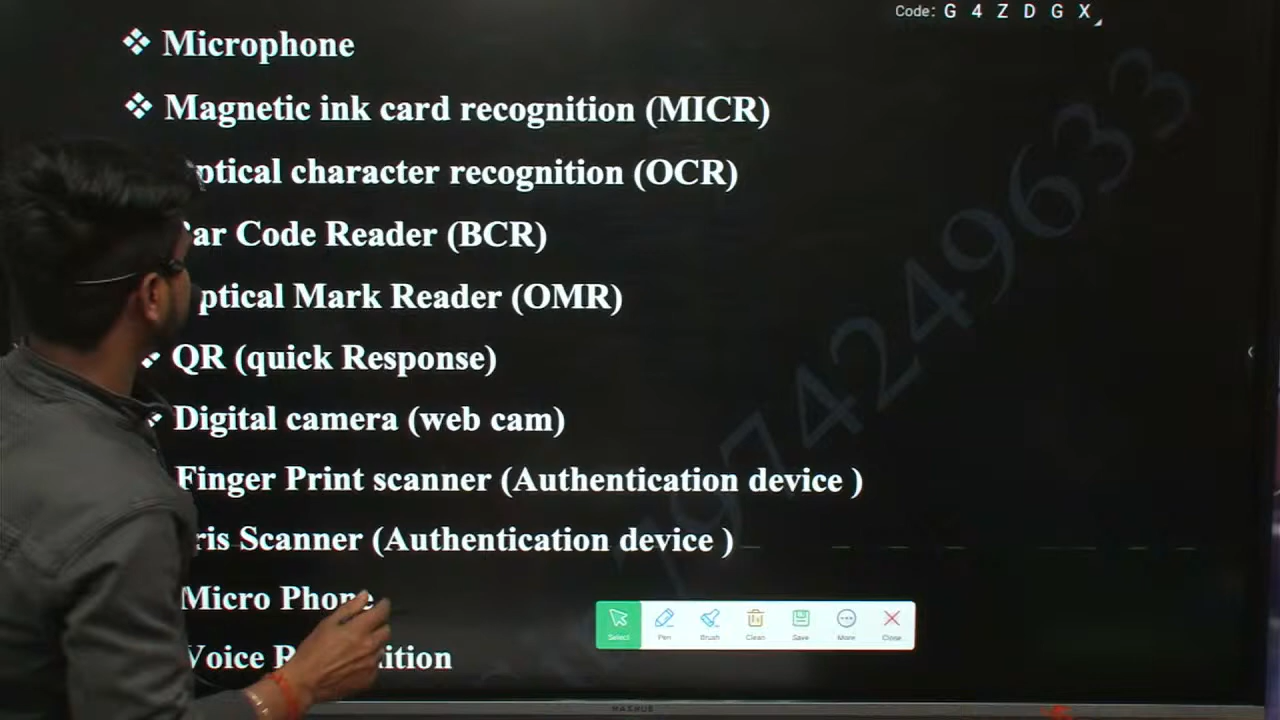 Code: G 4 Z D G X
❖ Microphone
❖ Magnetic ink card recognition (MICR)
ptical character recognition (OCR)
ar Code Reader (BCR)
ptical Mark Reader (OMR)
QR (quick Response)
Digital camera (web cam)
Finger Print scanner (Authentication device )
ris Scanner (Authentication device )
Micro Phone
Voice R ition
Select Pen Brush Clean Save More Close